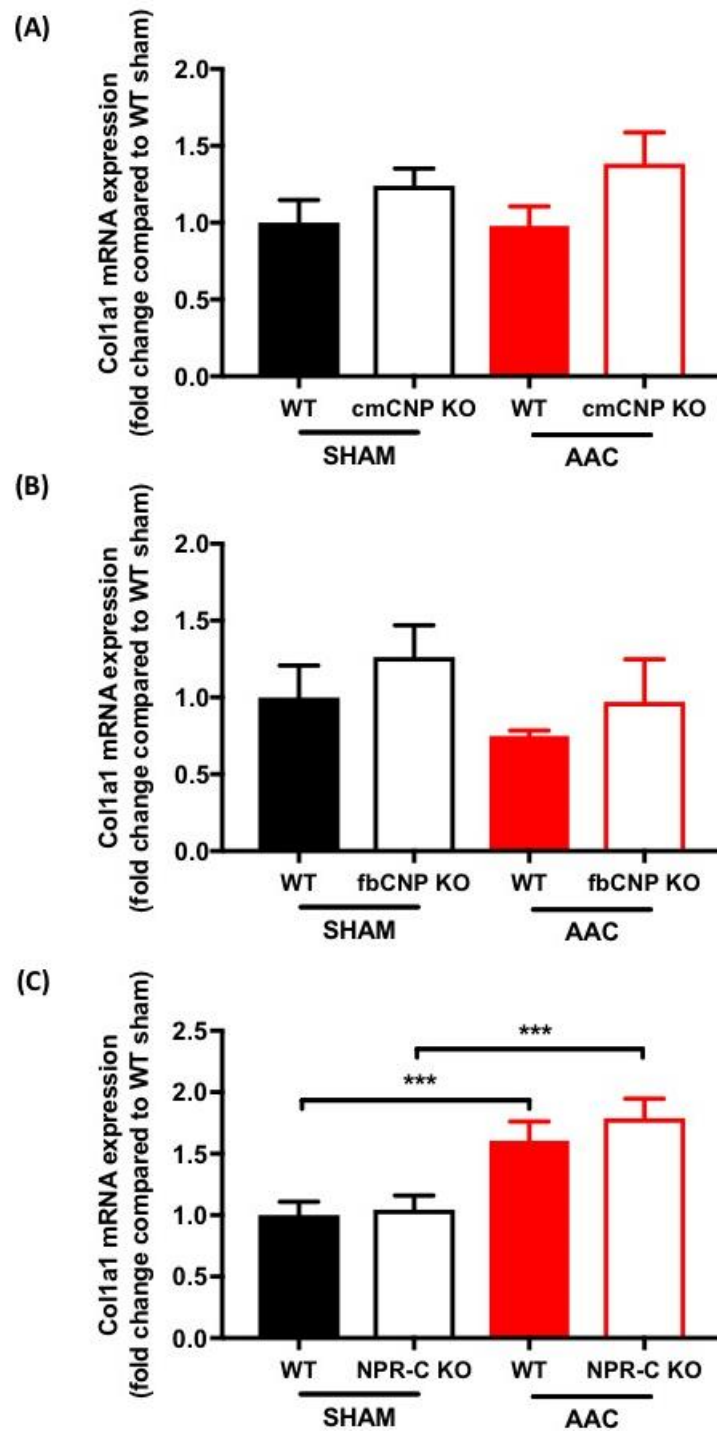 (A)
Col1a1 mRNA expression
(fold change compared to WT sham)
2.0
1.5
1.0
0.5
0.0
WT cmCNP KO WT cmCNP KO
SHAM AAC
(B)
Col1a1 mRNA expression
(fold change compared to WT sham)
2.0
1.5
1.0
0.5
0.0
WT fbCNP KO WT fbCNP KO
SHAM AAC
(C)
Col1a1 mRNA expression
(fold change compared to WT sham)
2.5
2.0
1.5
1.0
0.5
0.0
***
***
WT NPR-C KO WT NPR-C KO
SHAM AAC